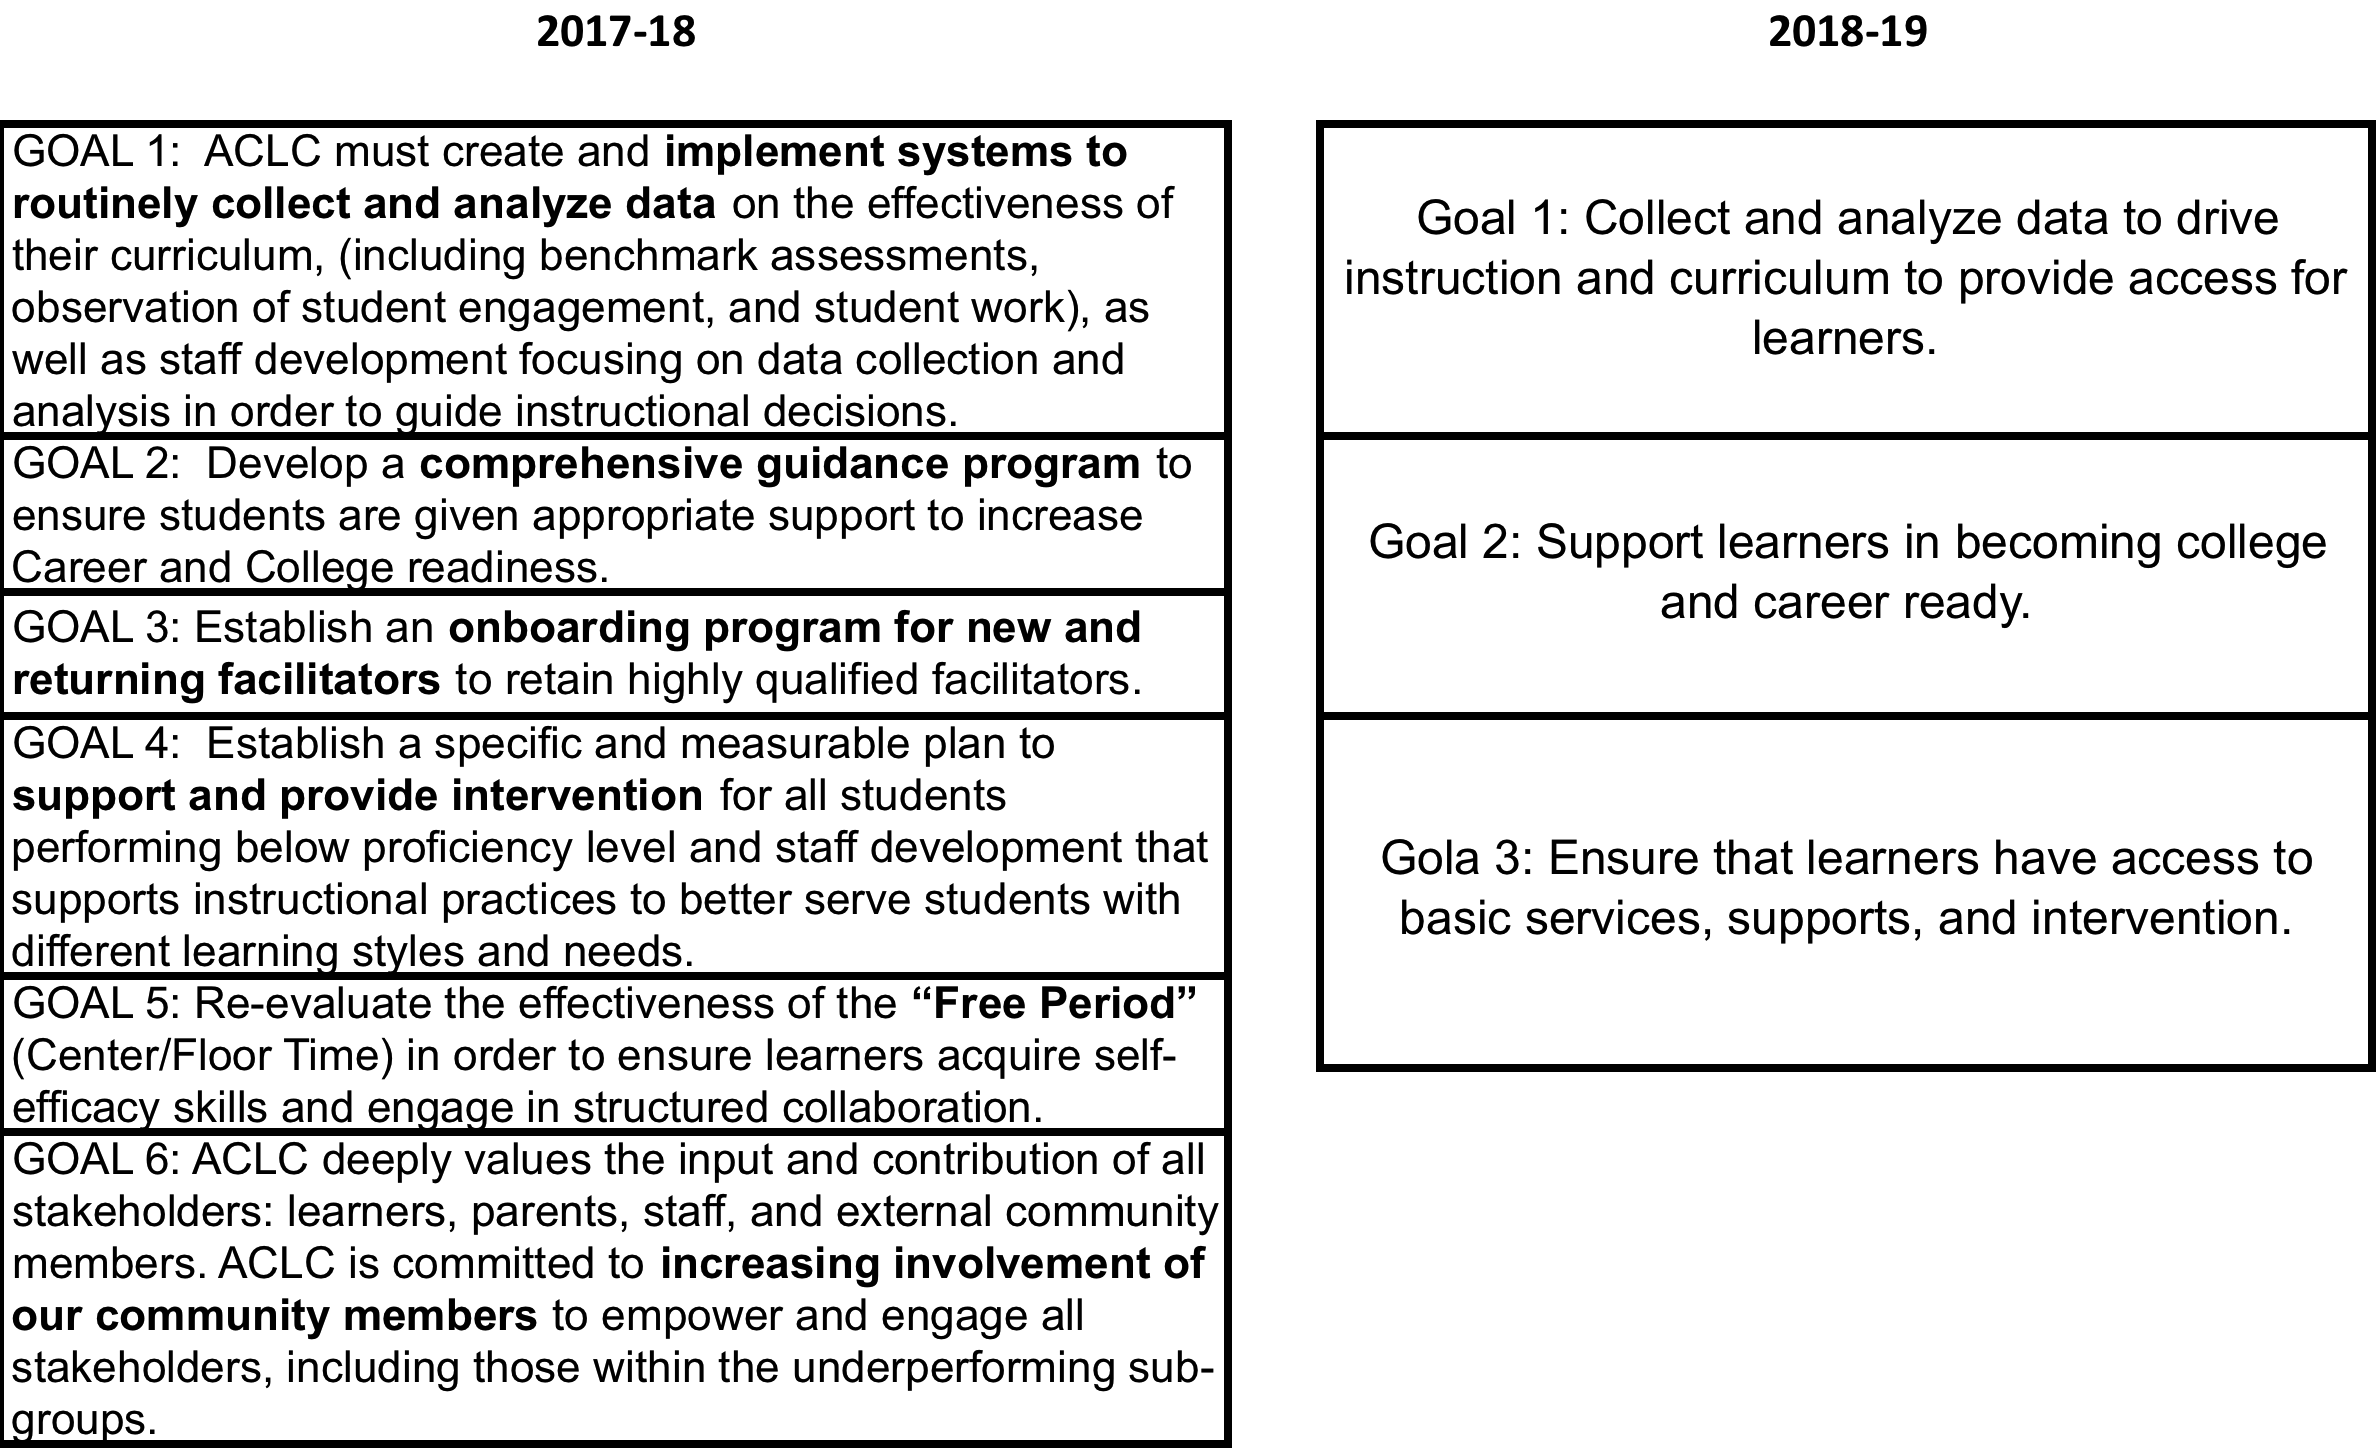 2017-18
GOAL 1:  ACLC must create and implement systems to
routinely collect and analyze data on the effectiveness of
their curriculum, (including benchmark assessments,
observation of student engagement, and student work), as
well as staff development focusing on data collection and
analysis in order to guide instructional decisions.
GOAL 2:  Develop a comprehensive guidance program to
ensure students are given appropriate support to increase
Career and College readiness.
GOAL 3: Establish an onboarding program for new and
returning facilitators to retain highly qualified facilitators.
GOAL 4:  Establish a specific and measurable plan to
support and provide intervention for all students
performing below proficiency level and staff development that
supports instructional practices to better serve students with
different learning styles and needs.
GOAL 5: Re-evaluate the effectiveness of the “Free Period”
(Center/Floor Time) in order to ensure learners acquire self-
efficacy skills and engage in structured collaboration.
GOAL 6: ACLC deeply values the input and contribution of all
stakeholders: learners, parents, staff, and external community
members. ACLC is committed to increasing involvement of
our community members to empower and engage all
stakeholders, including those within the underperforming sub-
groups.
2018-19
Goal 1: Collect and analyze data to drive
instruction and curriculum to provide access for
learners.
Goal 2: Support learners in becoming college
and career ready.
Gola 3: Ensure that learners have access to
basic services, supports, and intervention.